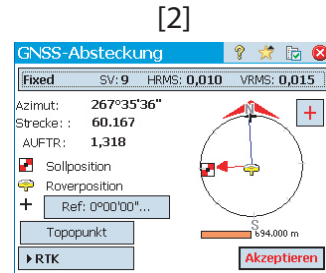 [2]
GNSS-Absteckung
Fixed SV: 9 HRMS: 0,010 VRMS: 0,015
Azimut: 267°35'36"
Strecke: : 60.167
AUFTR: 1,318
Sollposition
Roverposition
Ref: 0°00'00"...
Topopunkt
RTK
N
S
694.000 m
Akzeptieren